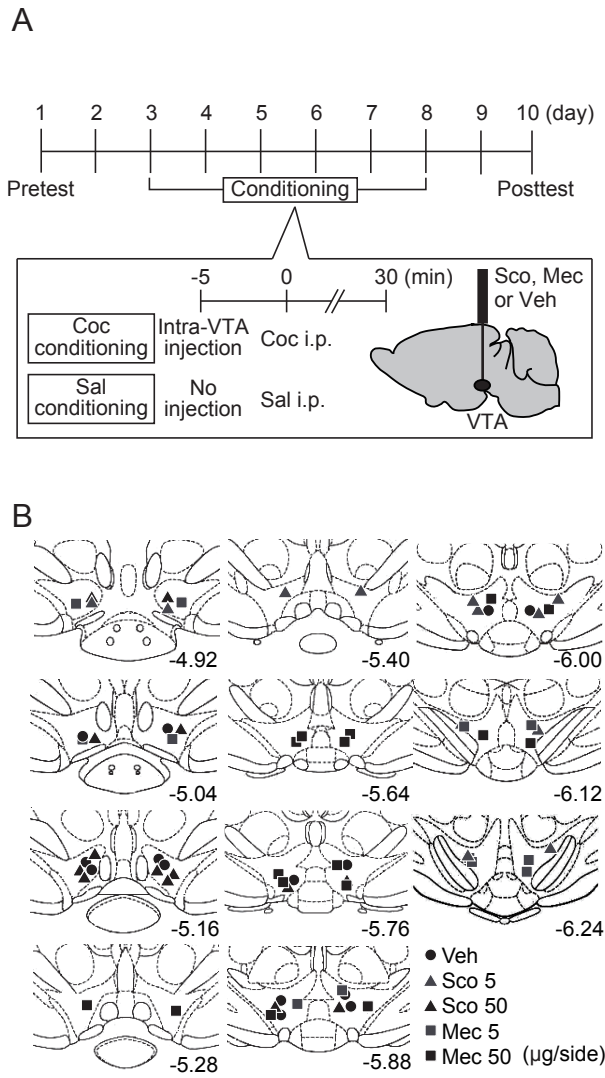 A
1 2 3 4 5 6 7 8 9 10 (day)
Pretest
Conditioning
Posttest
-5 0 30 (min)
Sco, Mec
or Veh
Coc
conditioning
Intra-VTA
injection
Coc i.p.
Sal
conditioning
No
injection
Sal i.p.
VTA
B
-4.92
-5.40
-6.00
-5.04
-5.64
-6.12
-5.16
-5.76
-6.24
-5.28
-5.88
Veh
Sco 5
Sco 50
Mec 5
Mec 50 (µg/side)